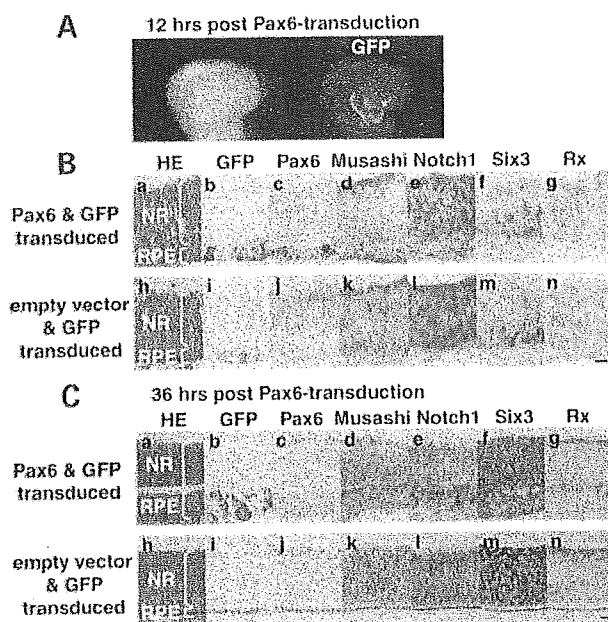 A
12 hrs post Pax6-transduction
GFP
B
HE GFP Pax6 Musashi Notch1 Six3 Rx
Pax6 & GFP
transduced
a b c d e f g
NR
RPE
empty vector
& GFP
transduced
h i j k l m n
NR
RPE
C
36 hrs post Pax6-transduction
HE GFP Pax6 Musashi Notch1 Six3 Rx
Pax6 & GFP
transduced
a b c d e f g
NR
RPE
empty vector
& GFP
transduced
h i j k l m n
NR
RPE